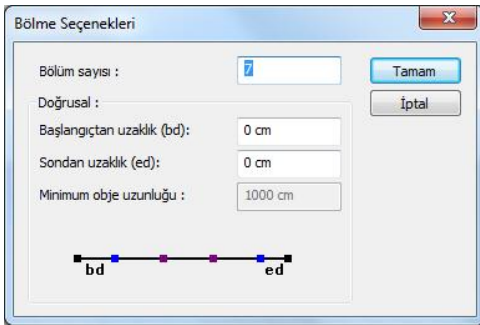 Bölme Seçenekleri
Bölüm sayısı : 7 Tamam
Doğrusal : İptal
Başlangıçtan uzaklık (bd): 0 cm
Sondan uzaklık (ed): 0 cm
Minimum obje uzunluğu : 1000 cm
bd ed